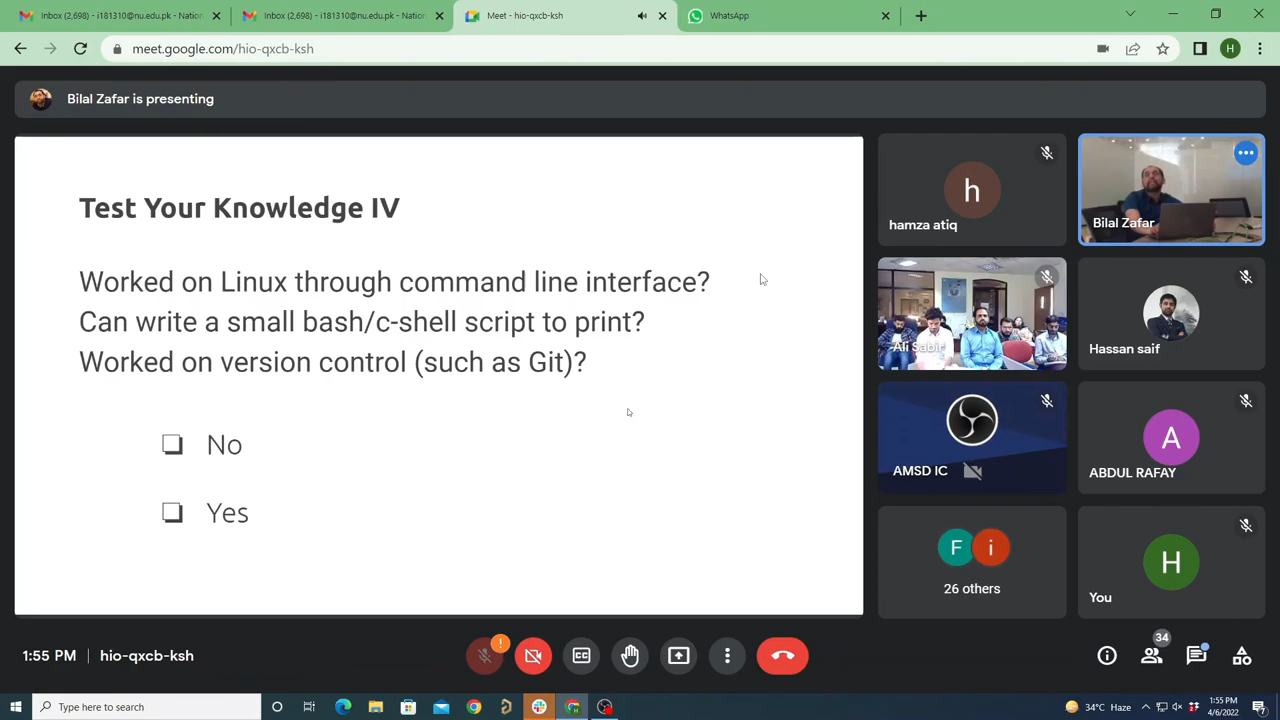 Inbox (2,698) - i181310@nu.edu.pk - Nation
Inbox (2,698) - i181310@nu.edu.pk - Nation
Meet - hio-qxcb-ksh
WhatsApp
meet.google.com/hio-qxcb-ksh
H
Bilal Zafar is presenting
Test Your Knowledge IV
Worked on Linux through command line interface?
Can write a small bash/c-shell script to print?
Worked on version control (such as Git)?
No
Yes
h
hamza atiq
Bilal Zafar
Ali Sabir
Hassan saif
AMSD IC
A
ABDUL RAFAY
F
i
26 others
H
You
1:55 PM
hio-qxcb-ksh
!
CC
34
Type here to search
34°C Haze
1:55 PM
4/6/2022